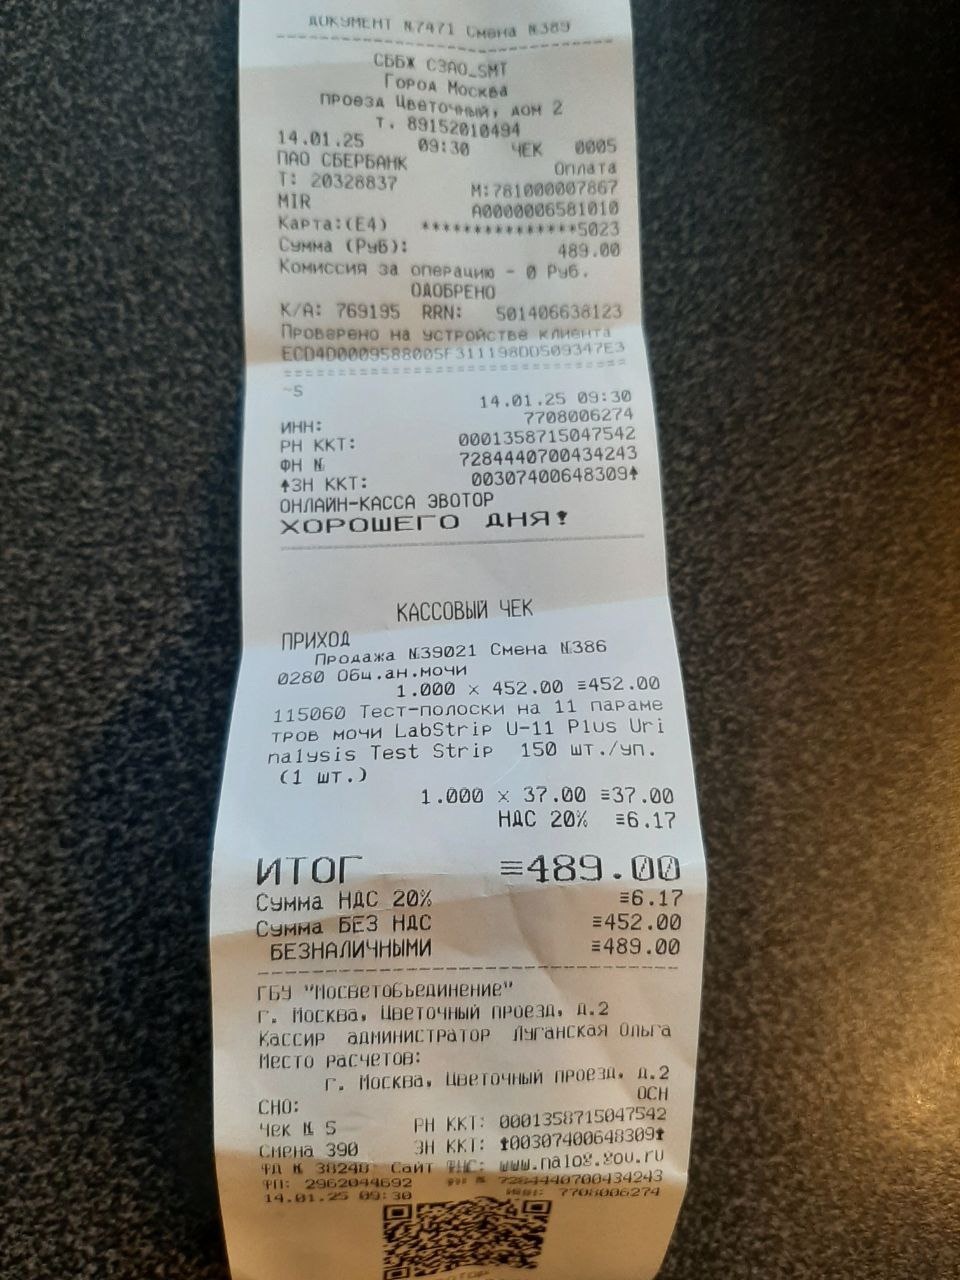 ДОКУМЕНТ №7471 Смена №389
СББЖ СЗАО_SMT
Город Москва
проезд Цветочный, дом 2
т. 89152010494
14.01.25 09:30 ЧЕК 0005
ПАО СБЕРБАНК Оплата
Т: 20328837 М:781000007867
MIR A0000006581010
Карта:(E4) ***************5023
Сумма (Руб): 489.00
Комиссия за операцию - 0 Руб.
ОДОБРЕНО
К/А: 769195 RRN: 501406638123
Проверено на устройстве клиента
ECD4D0009588005F311198DD509347E3
================================
~S
14.01.25 09:30
ИНН: 7708006274
РН ККТ: 0001358715047542
ФН № 7284440700434243
↑ЗН ККТ: 00307400648309↑
ОНЛАЙН-КАССА ЭВОТОР
ХОРОШЕГО ДНЯ!
КАССОВЫЙ ЧЕК
ПРИХОД
Продажа №39021 Смена №386
0280 Общ.ан.мочи
1.000 × 452.00 ≡452.00
115060 Тест-полоски на 11 параме
тров мочи LabStrip U-11 Plus Uri
nalysis Test Strip 150 шт./уп.
(1 шт.)
1.000 × 37.00 ≡37.00
НДС 20% ≡6.17
ИТОГ ≡489.00
Сумма НДС 20% ≡6.17
Сумма БЕЗ НДС ≡452.00
БЕЗНАЛИЧНЫМИ ≡489.00
ГБУ "Мосветобъединение"
г. Москва, Цветочный проезд, д.2
Кассир администратор Луганская Ольга
Место расчетов:
г. Москва, Цветочный проезд, д.2
СНО: ОСН
Чек № 5 РН ККТ: 0001358715047542
Смена 390 ЗН ККТ: ↑00307400648309↑
ФД № 38248 Сайт ФНС: www.nalog.gov.ru
ФП: 2962044692 ФН № 7284440700434243
14.01.25 09:30 ИНН: 7708006274